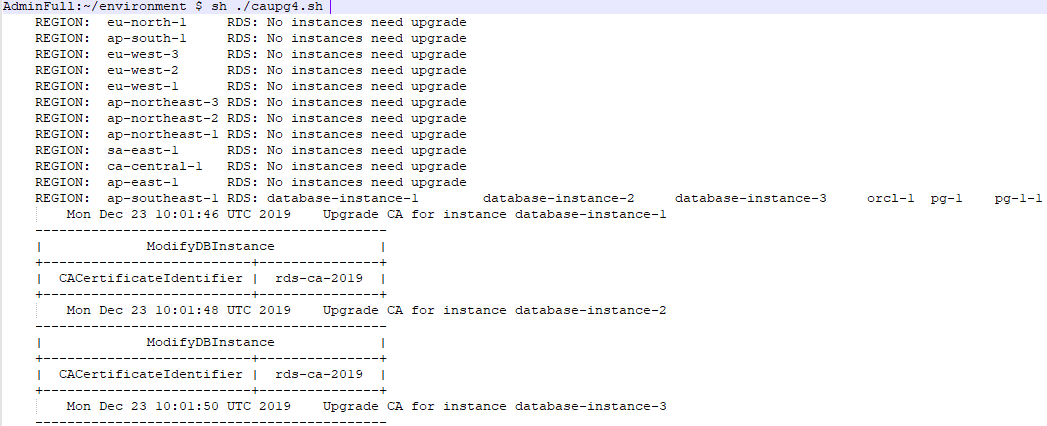 AdminFull:~/environment $ sh ./caupg4.sh
REGION:  eu-north-1     RDS: No instances need upgrade
REGION:  ap-south-1     RDS: No instances need upgrade
REGION:  eu-west-3      RDS: No instances need upgrade
REGION:  eu-west-2      RDS: No instances need upgrade
REGION:  eu-west-1      RDS: No instances need upgrade
REGION:  ap-northeast-3 RDS: No instances need upgrade
REGION:  ap-northeast-2 RDS: No instances need upgrade
REGION:  ap-northeast-1 RDS: No instances need upgrade
REGION:  sa-east-1      RDS: No instances need upgrade
REGION:  ca-central-1   RDS: No instances need upgrade
REGION:  ap-east-1      RDS: No instances need upgrade
REGION:  ap-southeast-1 RDS: database-instance-1        database-instance-2     database-instance-3     orcl-1  pg-1    pg-1-1
    Mon Dec 23 10:01:46 UTC 2019    Upgrade CA for instance database-instance-1
--------------------------------------------
|             ModifyDBInstance             |
+---------------------------+---------------+
|  CACertificateIdentifier |  rds-ca-2019  |
+---------------------------+---------------+
    Mon Dec 23 10:01:48 UTC 2019    Upgrade CA for instance database-instance-2
--------------------------------------------
|             ModifyDBInstance             |
+---------------------------+---------------+
|  CACertificateIdentifier |  rds-ca-2019  |
+---------------------------+---------------+
    Mon Dec 23 10:01:50 UTC 2019    Upgrade CA for instance database-instance-3
--------------------------------------------